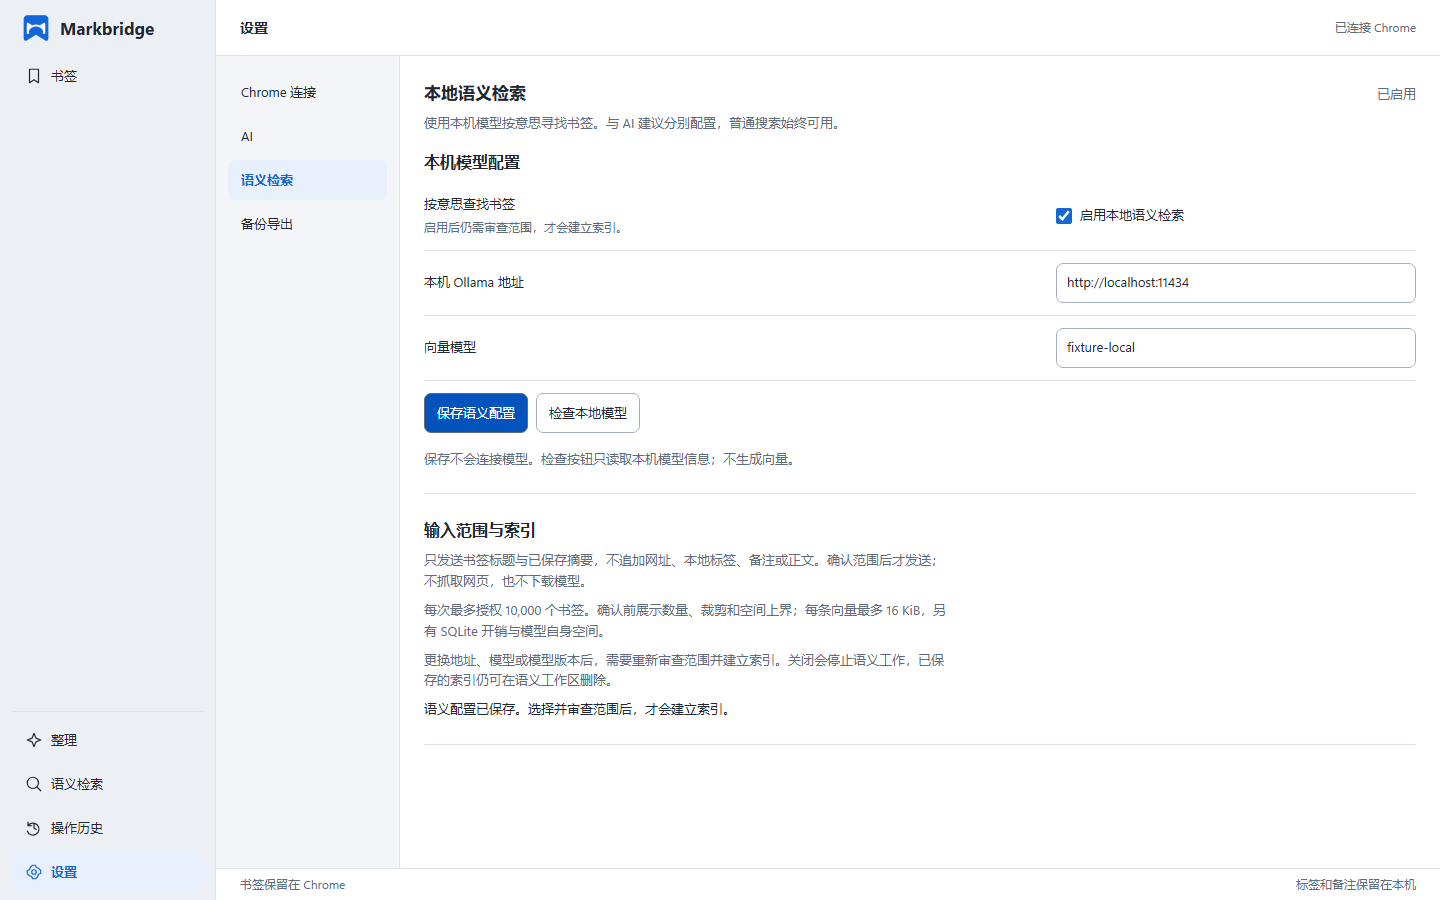 Markbridge
书签
整理
语义检索
操作历史
设置
设置
已连接 Chrome
Chrome 连接
AI
语义检索
备份导出
本地语义检索
已启用
使用本机模型按意思寻找书签。与 AI 建议分别配置，普通搜索始终可用。
本机模型配置
按意思查找书签
启用后仍需审查范围，才会建立索引。
启用本地语义检索
本机 Ollama 地址
http://localhost:11434
向量模型
fixture-local
保存语义配置
检查本地模型
保存不会连接模型。检查按钮只读取本机模型信息；不生成向量。
输入范围与索引
只发送书签标题与已保存摘要，不追加网址、本地标签、备注或正文。确认范围后才发送；
不抓取网页，也不下载模型。
每次最多授权 10,000 个书签。确认前展示数量、裁剪和空间上界；每条向量最多 16 KiB，另
有 SQLite 开销与模型自身空间。
更换地址、模型或模型版本后，需要重新审查范围并建立索引。关闭会停止语义工作，已保
存的索引仍可在语义工作区删除。
语义配置已保存。选择并审查范围后，才会建立索引。
书签保留在 Chrome
标签和备注保留在本机